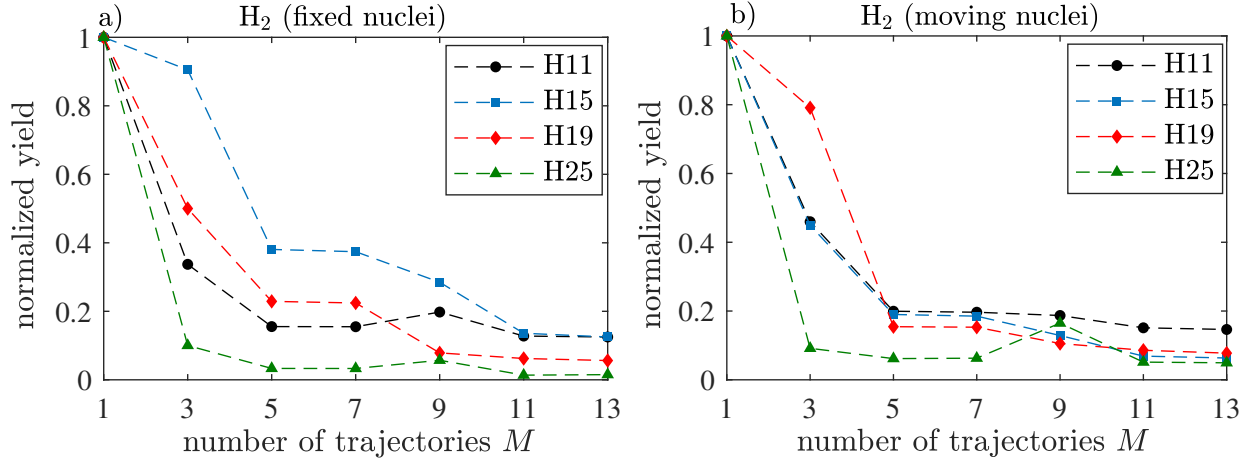 a) H₂ (fixed nuclei)
normalized yield
1
0.8
0.6
0.4
0.2
0
H11
H15
H19
H25
1 3 5 7 9 11 13
number of trajectories M
b) H₂ (moving nuclei)
normalized yield
1
0.8
0.6
0.4
0.2
0
H11
H15
H19
H25
1 3 5 7 9 11 13
number of trajectories M